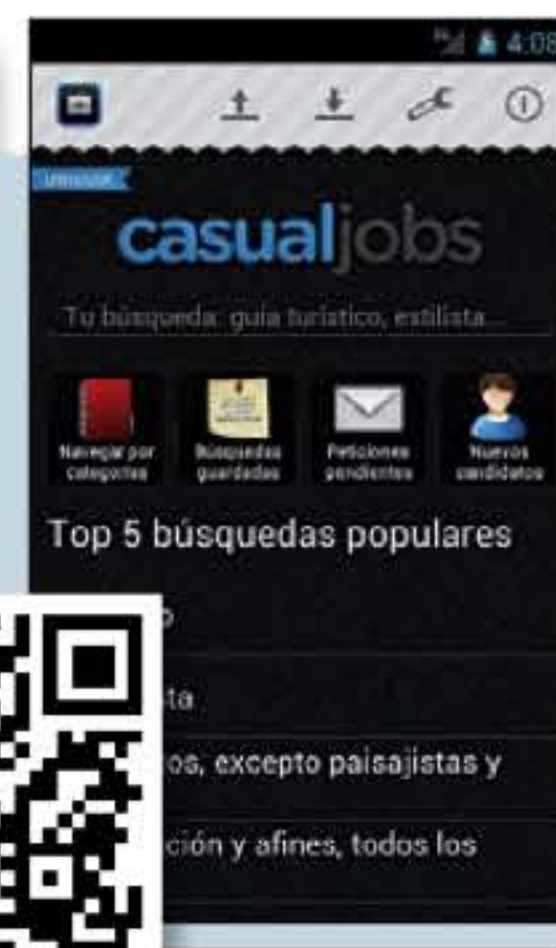 4:08
casualjobs
Tu búsqueda: guía turístico, estilista...
Navegar por
categorías
Búsquedas
guardadas
Peticiones
pendientes
Nuevos
candidatos
Top 5 búsquedas populares
ta
os, excepto paisajistas y
ción y afines, todos los